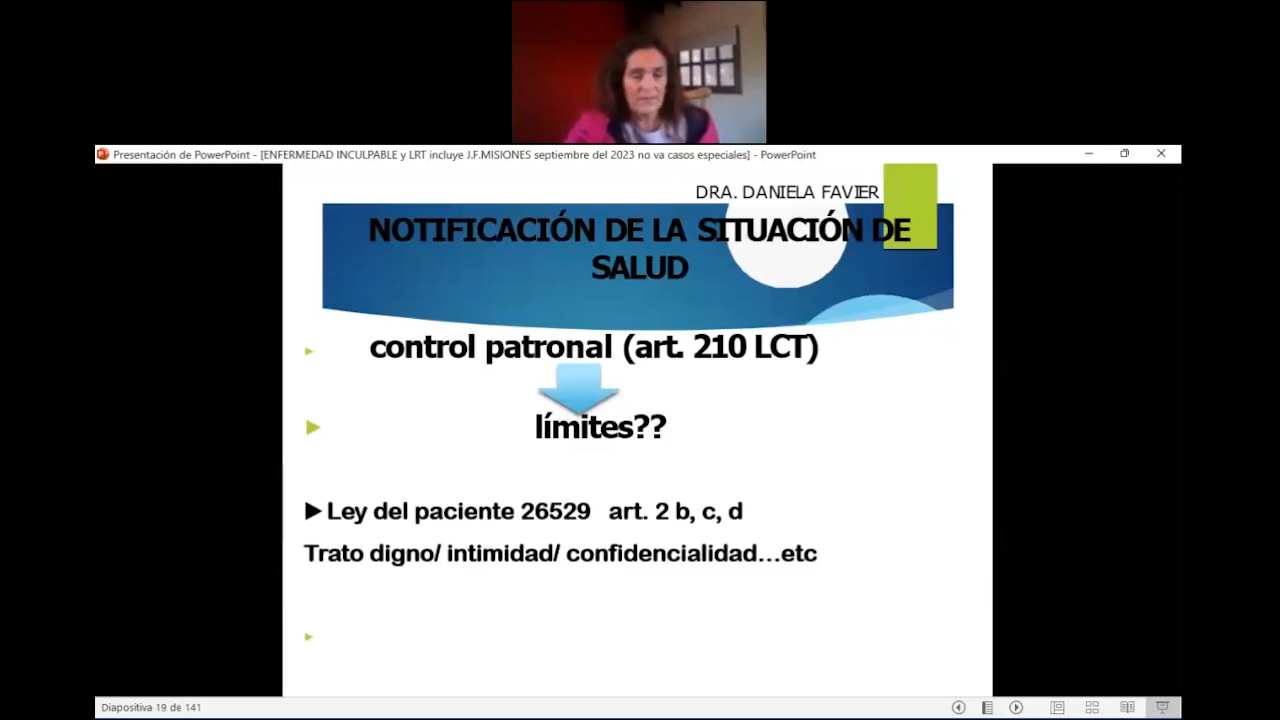 Presentación de PowerPoint - [ENFERMEDAD INCULPABLE y LRT incluye J.F.MISIONES septiembre del 2023 no va casos especiales] - PowerPoint
DRA. DANIELA FAVIER
NOTIFICACIÓN DE LA SITUACIÓN DE
SALUD
control patronal (art. 210 LCT)
límites??
Ley del paciente 26529 art. 2 b, c, d
Trato digno/ intimidad/ confidencialidad...etc
Diapositiva 19 de 141